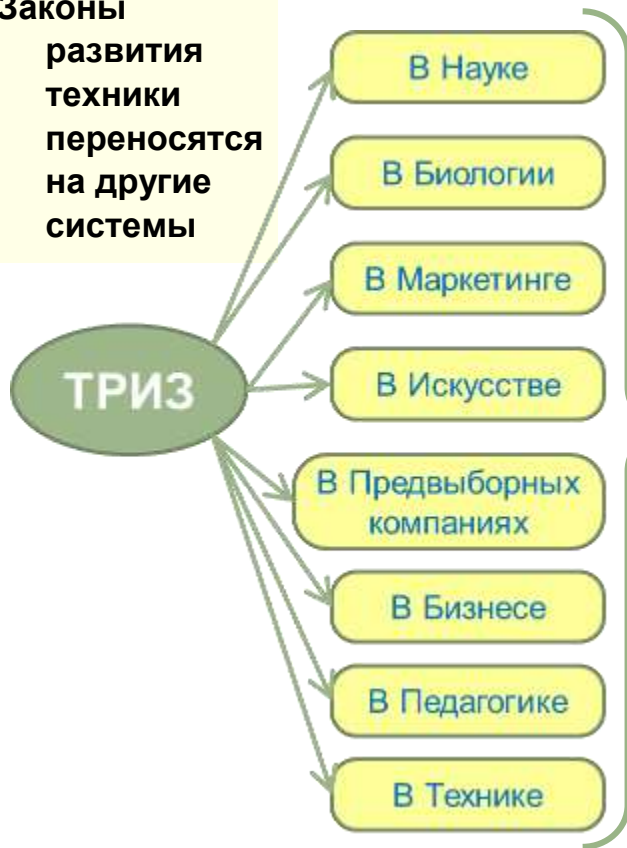 Законы
развития
техники
переносятся
на другие
системы
ТРИЗ
В Науке
В Биологии
В Маркетинге
В Искусстве
В Предвыборных
компаниях
В Бизнесе
В Педагогике
В Технике